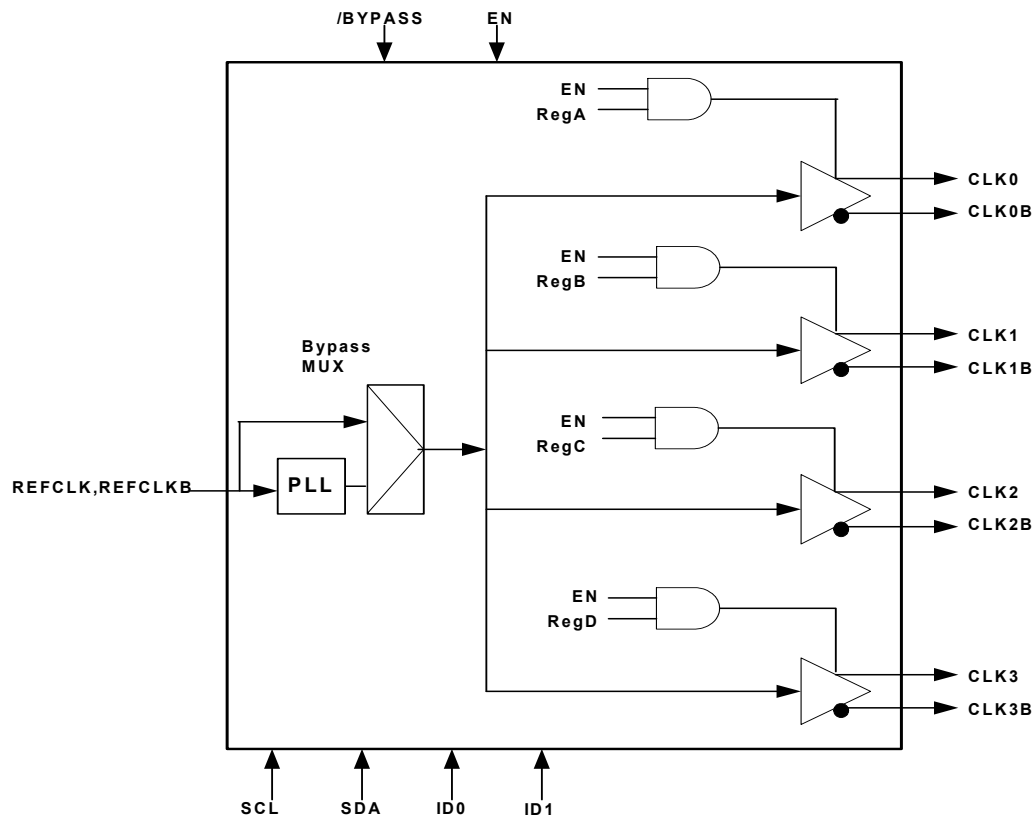 /BYPASS
EN
EN
RegA
CLK0
CLK0B
EN
RegB
CLK1
CLK1B
Bypass
MUX
EN
RegC
REFCLK,REFCLKB
PLL
CLK2
CLK2B
EN
RegD
CLK3
CLK3B
SCL
SDA
ID0
ID1